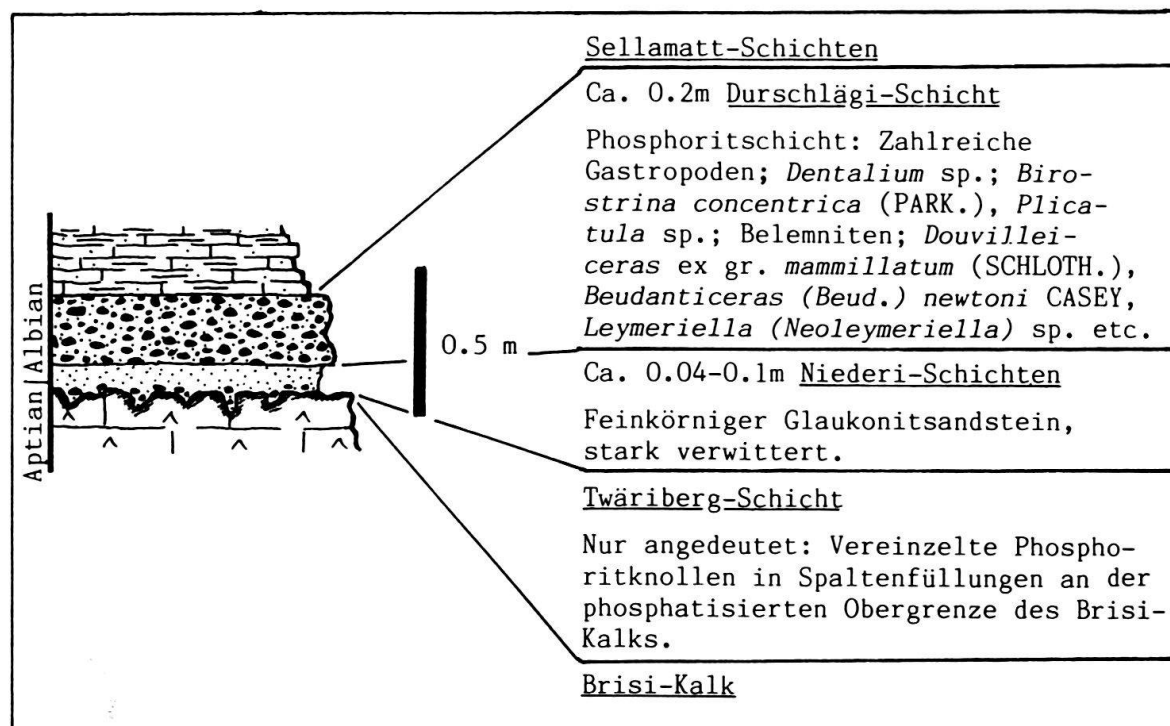 Sellamatt-Schichten
Ca. 0.2m Durschlägi-Schicht
Phosphoritschicht: Zahlreiche
Gastropoden; Dentalium sp.; Biro-
strina concentrica (PARK.), Plica-
tula sp.; Belemniten; Douvillei-
ceras ex gr. mammillatum (SCHLOTH.),
Beudanticeras (Beud.) newtoni CASEY,
Leymeriella (Neoleymeriella) sp. etc.
Ca. 0.04-0.1m Niederi-Schichten
Feinkörniger Glaukonitsandstein,
stark verwittert.
Twäriberg-Schicht
Nur angedeutet: Vereinzelte Phospho-
ritknollen in Spaltenfüllungen an der
phosphatisierten Obergrenze des Brisi-
Kalks.
Brisi-Kalk
0.5 m
Aptian|Albian